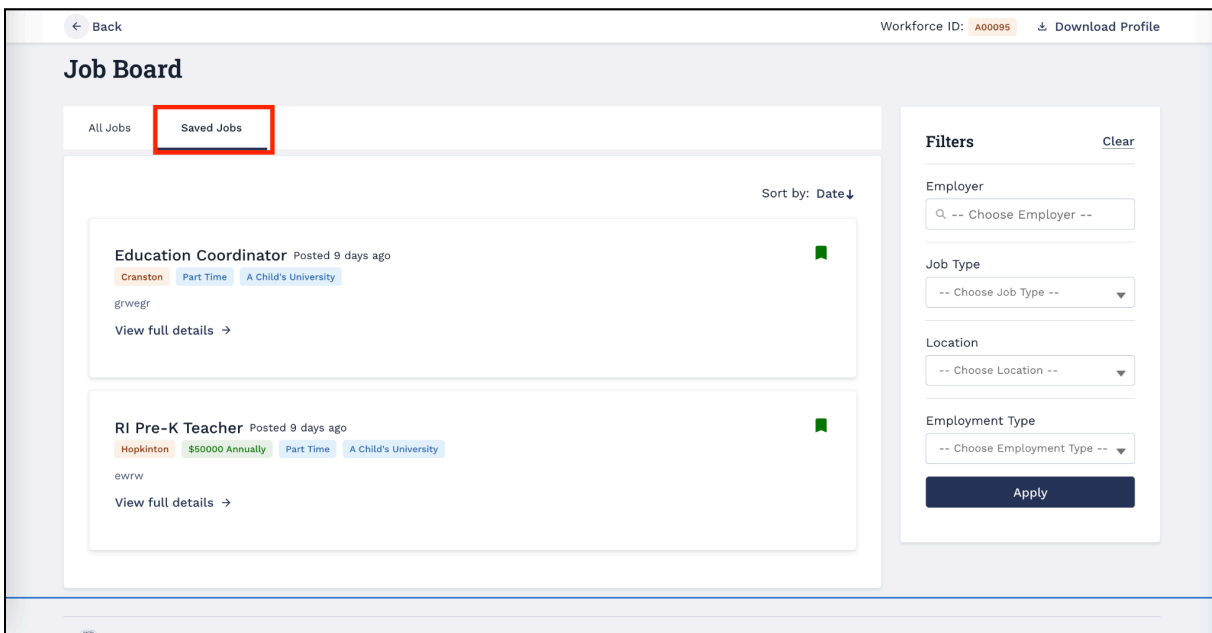 ← Back
Workforce ID: A00095 Download Profile
Job Board
All Jobs Saved Jobs
Sort by: Date↓
Education Coordinator Posted 9 days ago
Cranston Part Time A Child's University
grwegr
View full details →
RI Pre-K Teacher Posted 9 days ago
Hopkinton $50000 Annually Part Time A Child's University
ewrw
View full details →
Filters Clear
Employer
-- Choose Employer --
Job Type
-- Choose Job Type --
Location
-- Choose Location --
Employment Type
-- Choose Employment Type --
Apply